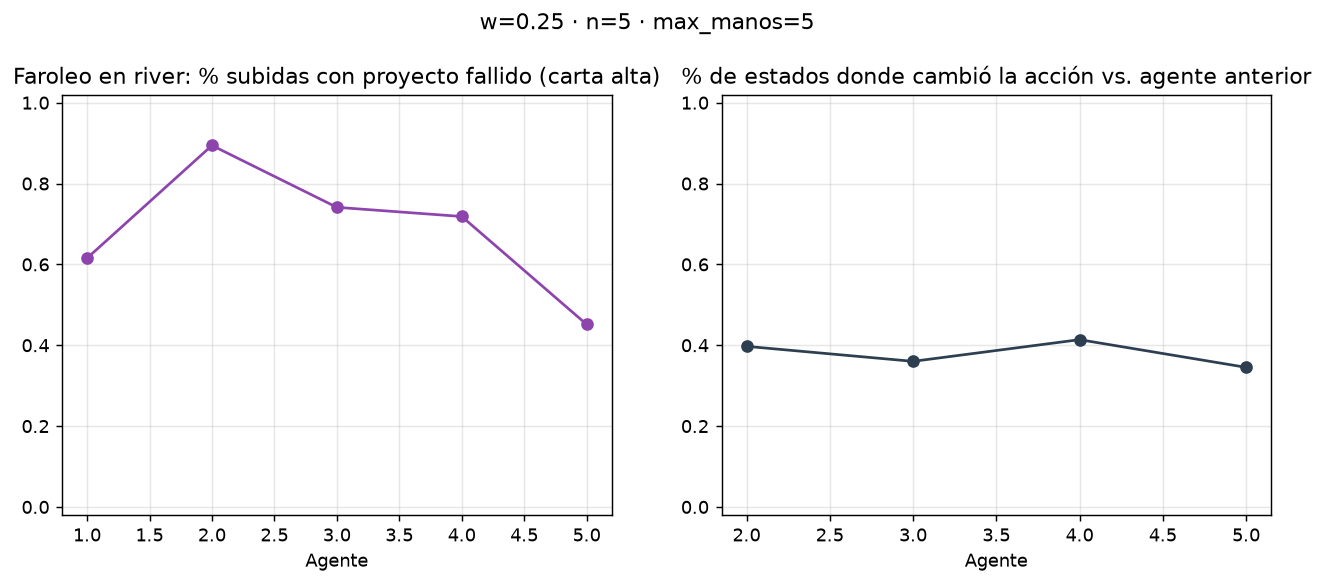 w=0.25 · n=5 · max_manos=5
Faroleo en river: % subidas con proyecto fallido (carta alta)
1.0
0.8
0.6
0.4
0.2
0.0
1.0 1.5 2.0 2.5 3.0 3.5 4.0 4.5 5.0
Agente
% de estados donde cambió la acción vs. agente anterior
1.0
0.8
0.6
0.4
0.2
0.0
2.0 2.5 3.0 3.5 4.0 4.5 5.0
Agente